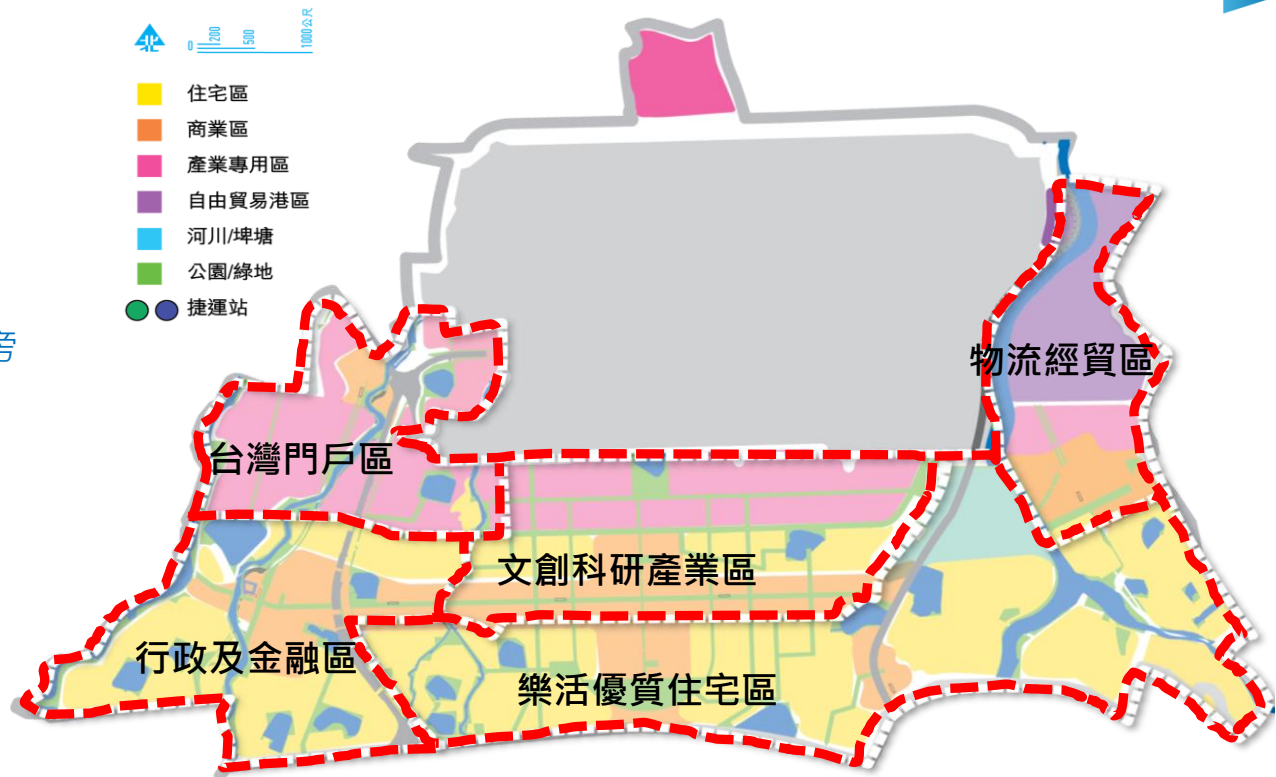 北
0 200 500 1000公尺
住宅區
商業區
產業專用區
自由貿易港區
河川/埤塘
公園/綠地
捷運站
旁
物流經貿區
台灣門戶區
文創科研產業區
行政及金融區
樂活優質住宅區